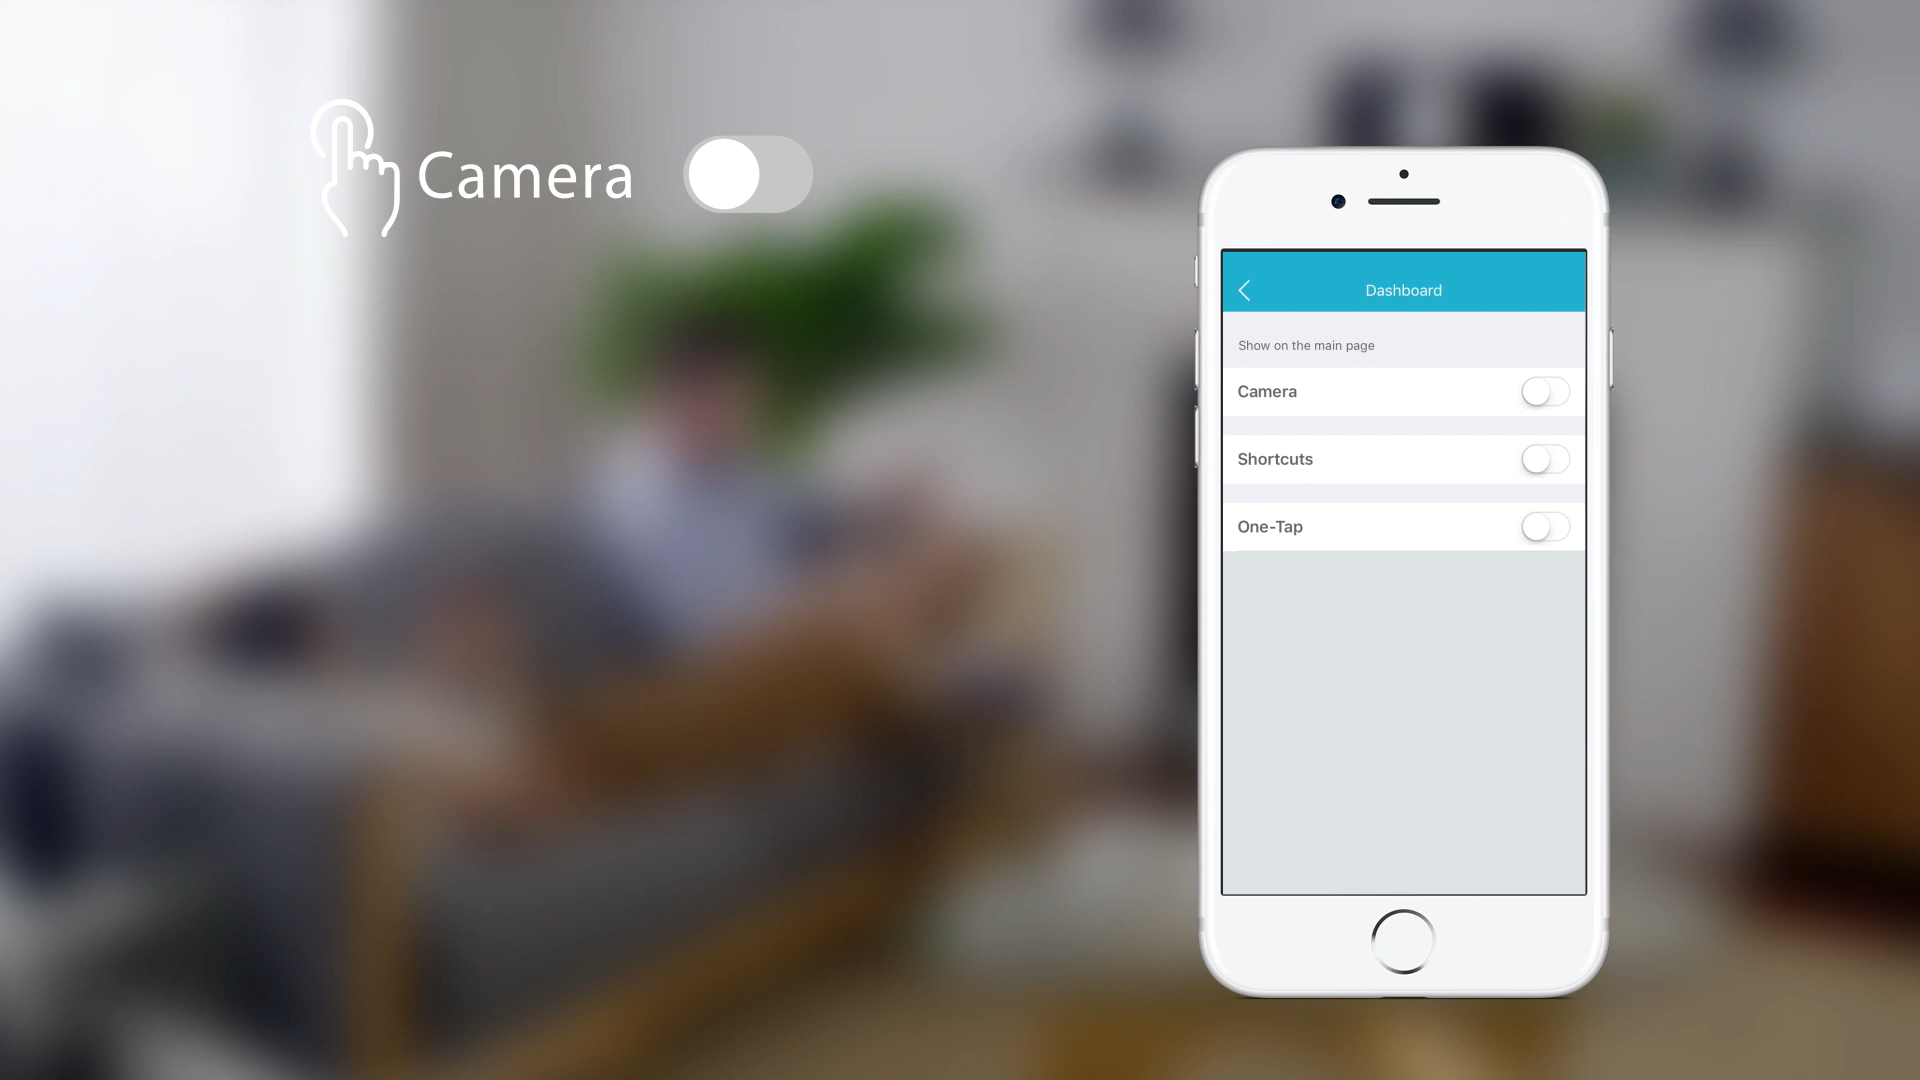 Camera
Dashboard
Show on the main page
Camera
Shortcuts
One-Tap